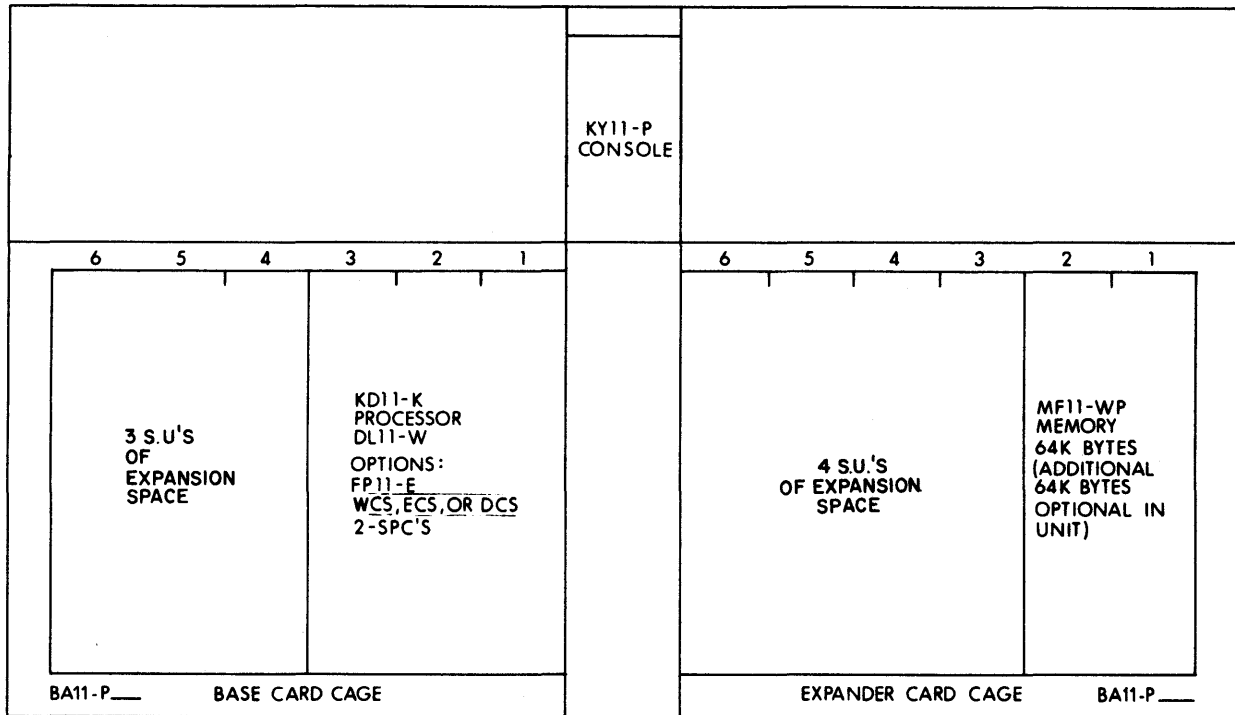 KY11-P
CONSOLE
6 5 4 3 2 1
6 5 4 3 2 1
3 S.U'S
OF
EXPANSION
SPACE
KD11-K
PROCESSOR
DL11-W
OPTIONS:
FP11-E
WCS, ECS, OR DCS
2-SPC'S
4 S.U.'S
OF EXPANSION
SPACE
MF11-WP
MEMORY
64K BYTES
(ADDITIONAL
64K BYTES
OPTIONAL IN
UNIT)
BA11-P___ BASE CARD CAGE
EXPANDER CARD CAGE BA11-P___